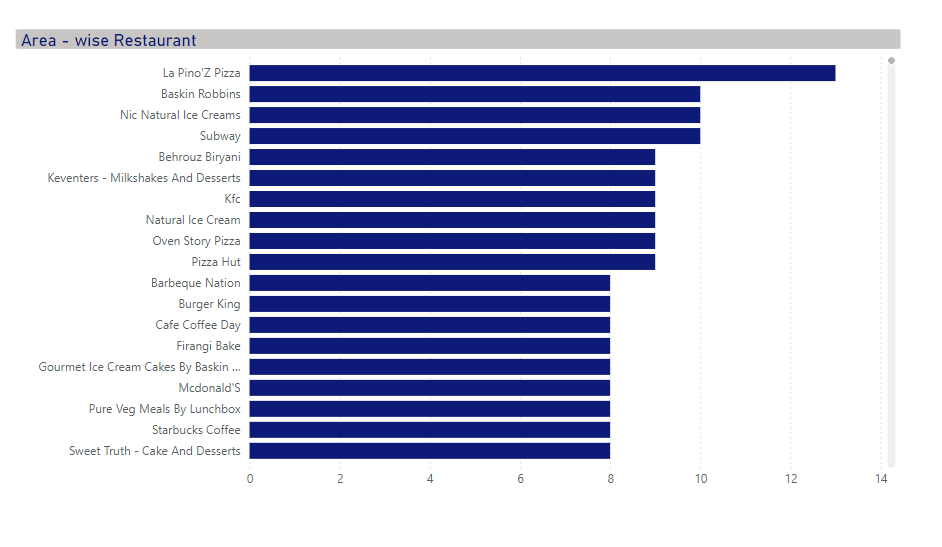 Area - wise Restaurant
La Pino'Z Pizza
Baskin Robbins
Nic Natural Ice Creams
Subway
Behrouz Biryani
Keventers - Milkshakes And Desserts
Kfc
Natural Ice Cream
Oven Story Pizza
Pizza Hut
Barbeque Nation
Burger King
Cafe Coffee Day
Firangi Bake
Gourmet Ice Cream Cakes By Baskin ...
Mcdonald'S
Pure Veg Meals By Lunchbox
Starbucks Coffee
Sweet Truth - Cake And Desserts
0 2 4 6 8 10 12 14